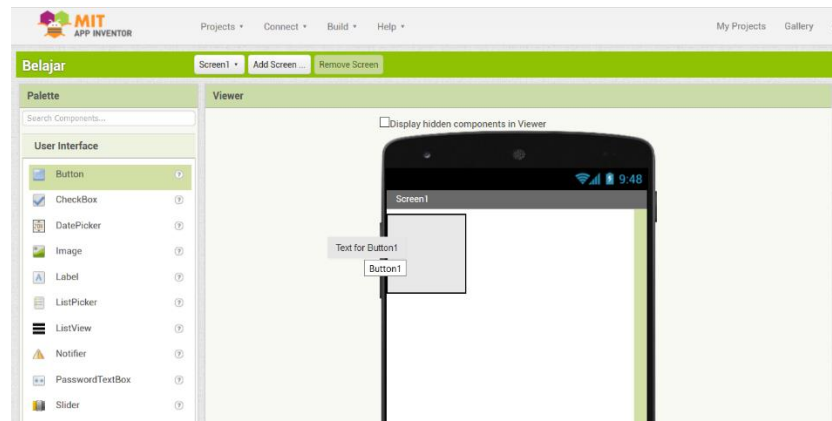 MIT
APP INVENTOR
Projects Connect Build Help My Projects Gallery
Belajar Screen1 Add Screen ... Remove Screen
Palette Viewer
Search Components...
Display hidden components in Viewer
User Interface
Button ?
9:48
CheckBox ?
Screen1
DatePicker ?
Text for Button1
Image ?
Button1
Label ?
A
ListPicker ?
ListView ?
Notifier ?
PasswordTextBox ?
Slider ?